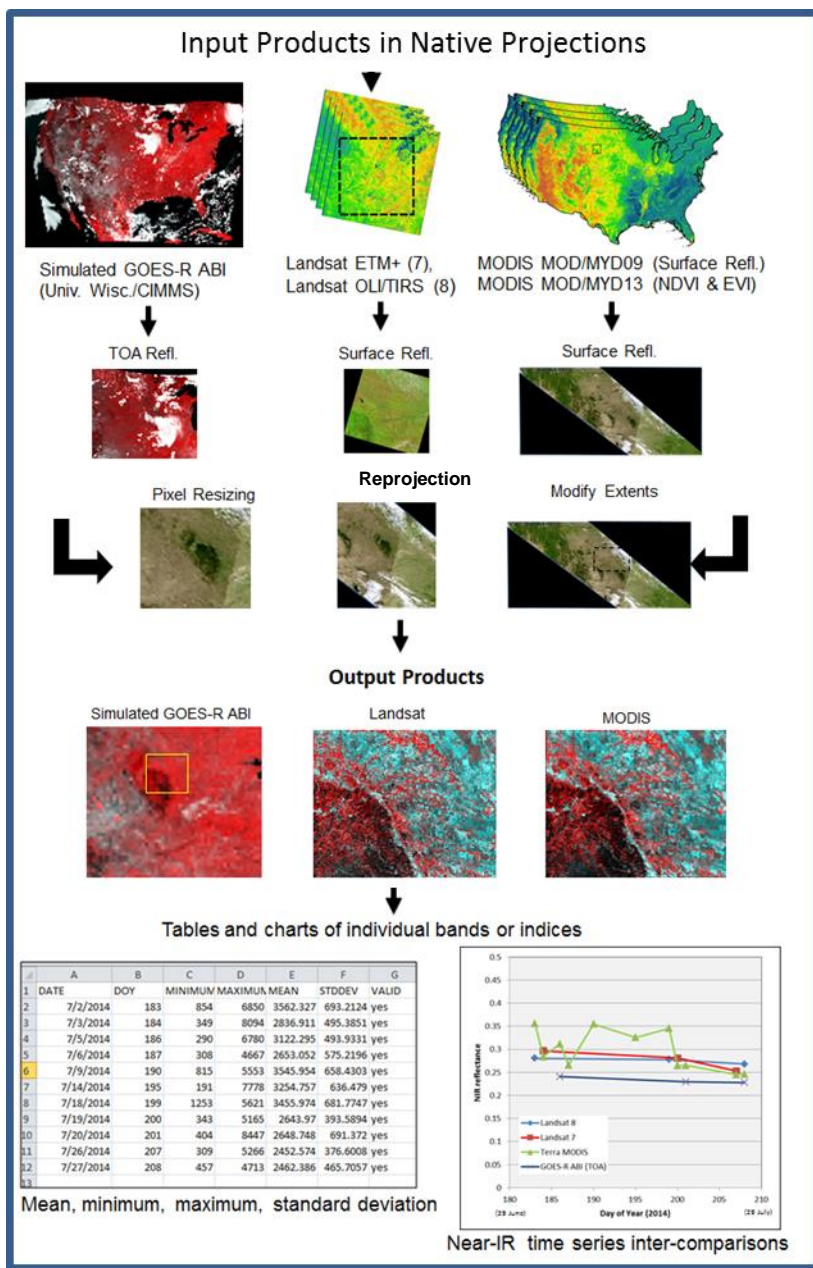 Input Products in Native Projections
Simulated GOES-R ABI
(Univ. Wisc./CIMMS)
Landsat ETM+ (7),
Landsat OLI/TIRS (8)
MODIS MOD/MYD09 (Surface Refl.)
MODIS MOD/MYD13 (NDVI & EVI)
TOA Refl.
Surface Refl.
Surface Refl.
Reprojection
Pixel Resizing
Modify Extents
Output Products
Simulated GOES-R ABI
Landsat
MODIS
Tables and charts of individual bands or indices
A B C D E F G
1 DATE DOY MINIMUM MAXIMUM MEAN STDDEV VALID
2 7/2/2014 183 854 6850 3562.327 693.2124 yes
3 7/3/2014 184 349 8094 2836.911 495.3851 yes
4 7/5/2014 186 290 6780 3122.295 493.9331 yes
5 7/6/2014 187 308 4667 2653.052 575.2196 yes
6 7/9/2014 190 815 5553 3545.954 658.4303 yes
7 7/14/2014 195 191 7778 3254.757 636.479 yes
8 7/18/2014 199 1253 5621 3455.974 681.7747 yes
9 7/19/2014 200 343 5165 2643.97 393.5894 yes
10 7/20/2014 201 404 8447 2648.748 691.372 yes
11 7/26/2014 207 309 5266 2452.574 376.6008 yes
12 7/27/2014 208 457 4713 2462.386 465.7057 yes
13
Mean, minimum, maximum, standard deviation
0.5
0.45
0.4
0.35
0.3
0.25
0.2
0.15
0.1
0.05
0
NIR reflectance
Landsat 8
Landsat 7
Terra MODIS
GOES-R ABI (TOA)
180 190 200 210
(29 June) Day of Year (2014) (29 July)
Near-IR time series inter-comparisons